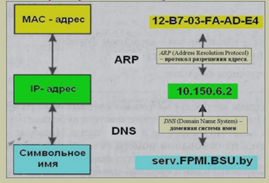 МАС - адрес
12-B7-03-FA-AD-E4
ARP
ARP (Address Resolution Protocol)
– протокол разрешения адреса.
IP- адрес
10.150.6.2
DNS
DNS (Domain Name System) –
доменная система имен
Символьное
имя
serv.FPMI.BSU.by